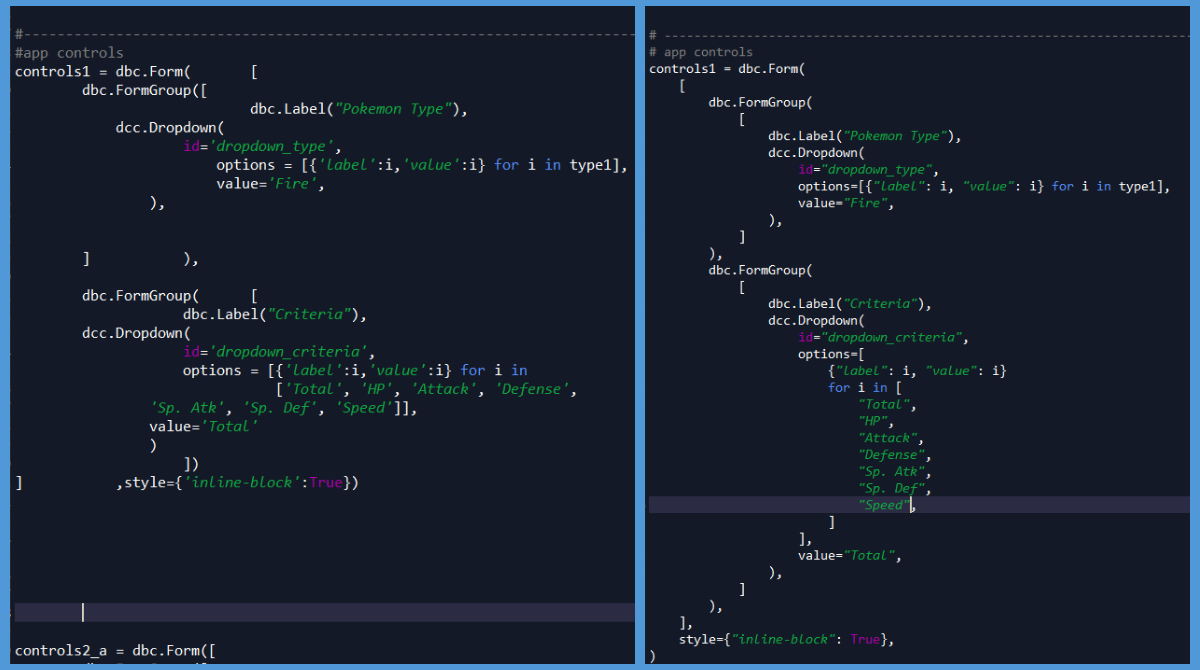 #--------------------------------------------------------------------------
#app controls
controls1 = dbc.Form(       [
        dbc.FormGroup([
                            dbc.Label("Pokemon Type"),
            dcc.Dropdown(
                    id='dropdown_type',
                        options = [{'label':i,'value':i} for i in type1],
                        value='Fire',
                ),
        ]           ),
        dbc.FormGroup(      [
                    dbc.Label("Criteria"),
        dcc.Dropdown(
                    id='dropdown_criteria',
                    options = [{'label':i,'value':i} for i in
                               ['Total', 'HP', 'Attack', 'Defense',
                'Sp. Atk', 'Sp. Def', 'Speed']],
                value='Total'
                )
                    ])
]           ,style={'inline-block':True})
controls2_a = dbc.Form([
# ---------------------------------------------------------------------
# app controls
controls1 = dbc.Form(
    [
        dbc.FormGroup(
            [
                dbc.Label("Pokemon Type"),
                dcc.Dropdown(
                    id="dropdown_type",
                    options=[{"label": i, "value": i} for i in type1],
                    value="Fire",
                ),
            ]
        ),
        dbc.FormGroup(
            [
                dbc.Label("Criteria"),
                dcc.Dropdown(
                    id="dropdown_criteria",
                    options=[
                        {"label": i, "value": i}
                        for i in [
                            "Total",
                            "HP",
                            "Attack",
                            "Defense",
                            "Sp. Atk",
                            "Sp. Def",
                            "Speed",
                        ]
                    ],
                    value="Total",
                ),
            ]
        ),
    ],
    style={"inline-block": True},
)